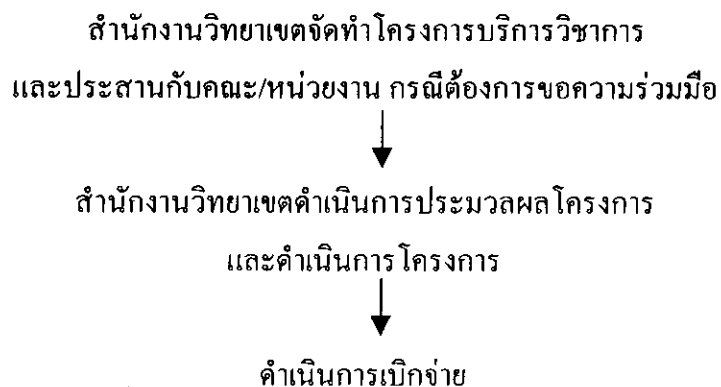 สำนักงานวิทยาเขตจัดทำโครงการบริการวิชาการ
และประสานกับคณะ/หน่วยงาน กรณีต้องการขอความร่วมมือ
สำนักงานวิทยาเขตดำเนินการประมวลผลโครงการ
และดำเนินการโครงการ
ดำเนินการเบิกจ่าย